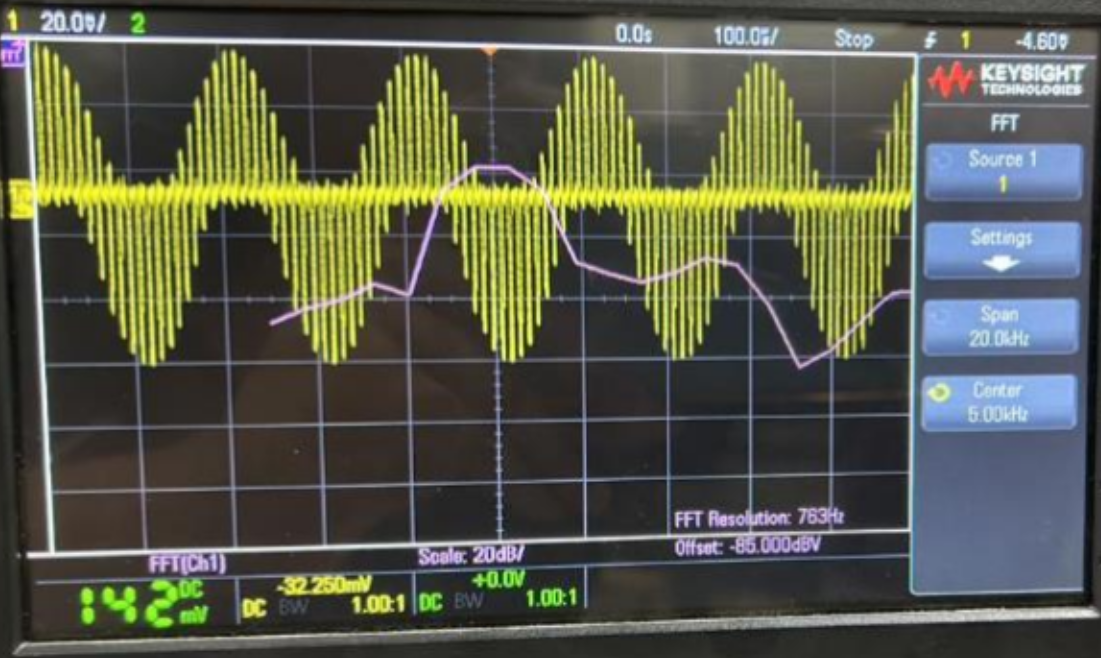 1 20.0V/ 2 0.0s 100.0s/ Stop 1 -4.60V
KEYSIGHT
TECHNOLOGIES
FFT
Source 1
1
Settings
Span
20.0kHz
Center
5.00kHz
FFT Resolution: 763Hz
FFT(Ch1) Scale: 20dB/ Offset: -85.000dBV
142 DC mV
-32.250mV
DC BW 1.00:1
+0.0V
DC BW 1.00:1